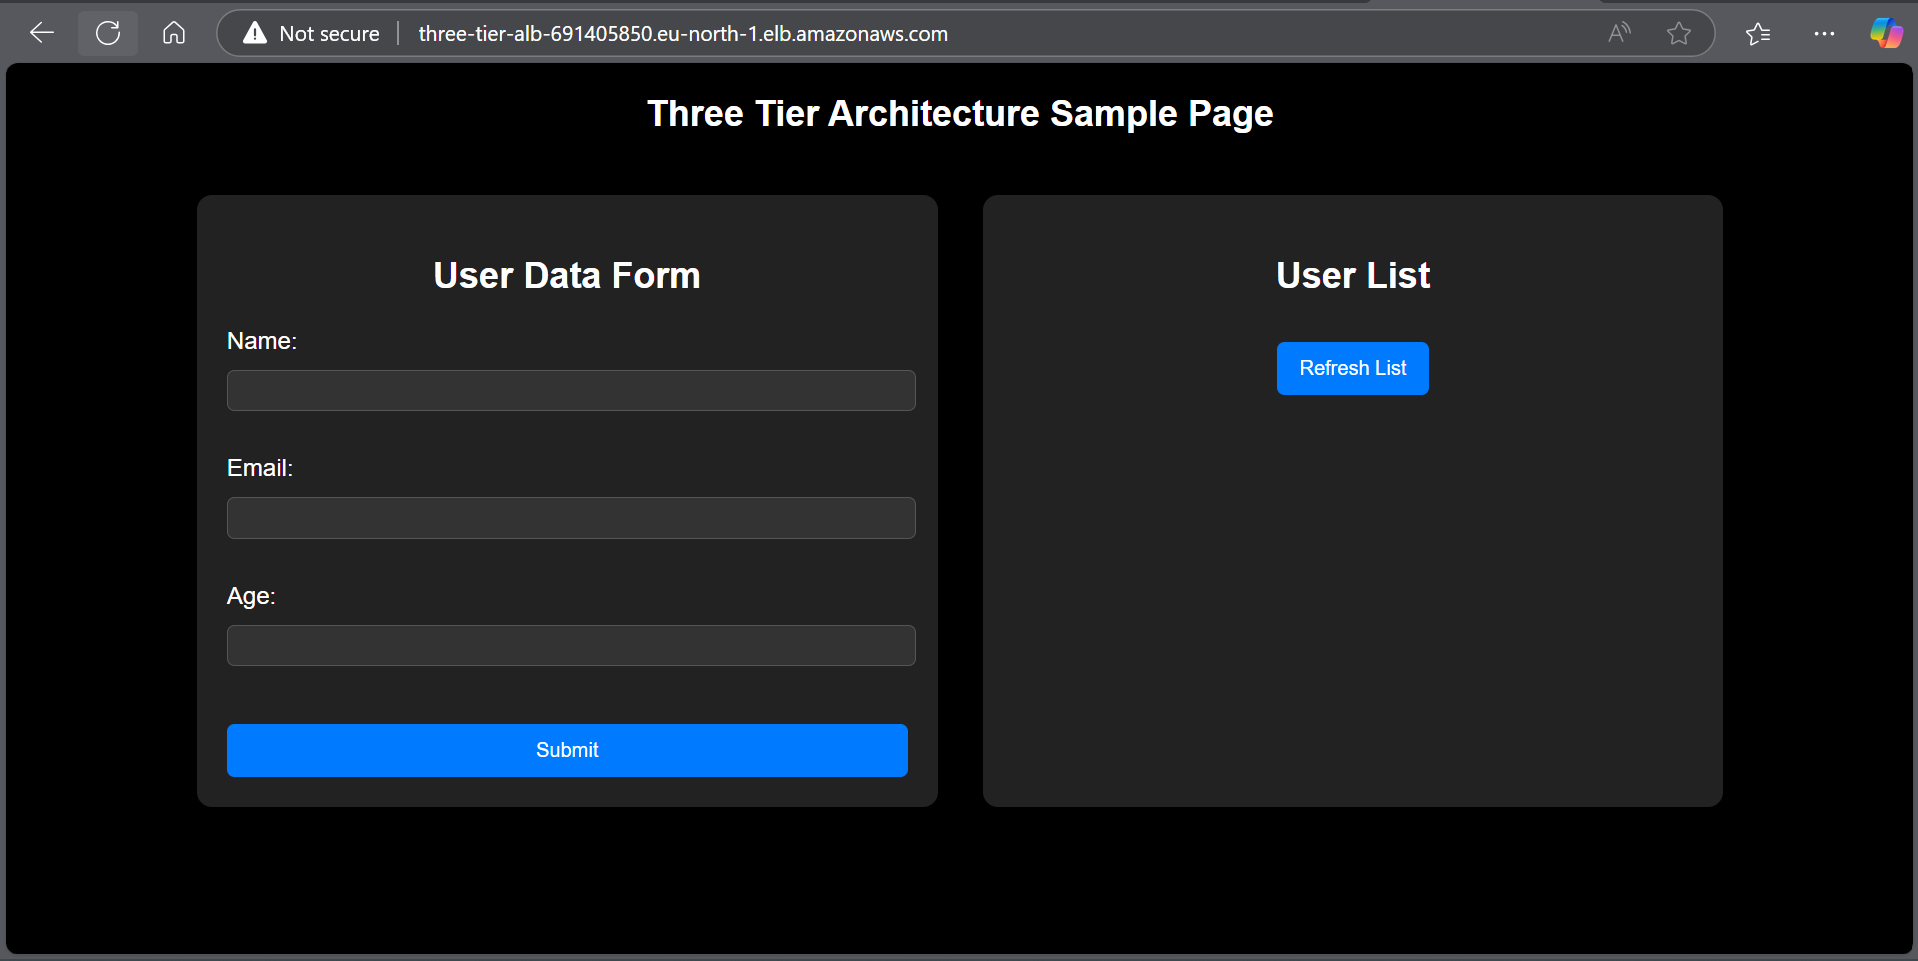 Not secure
three-tier-alb-691405850.eu-north-1.elb.amazonaws.com
Three Tier Architecture Sample Page
User Data Form
Name:
Email:
Age:
Submit
User List
Refresh List